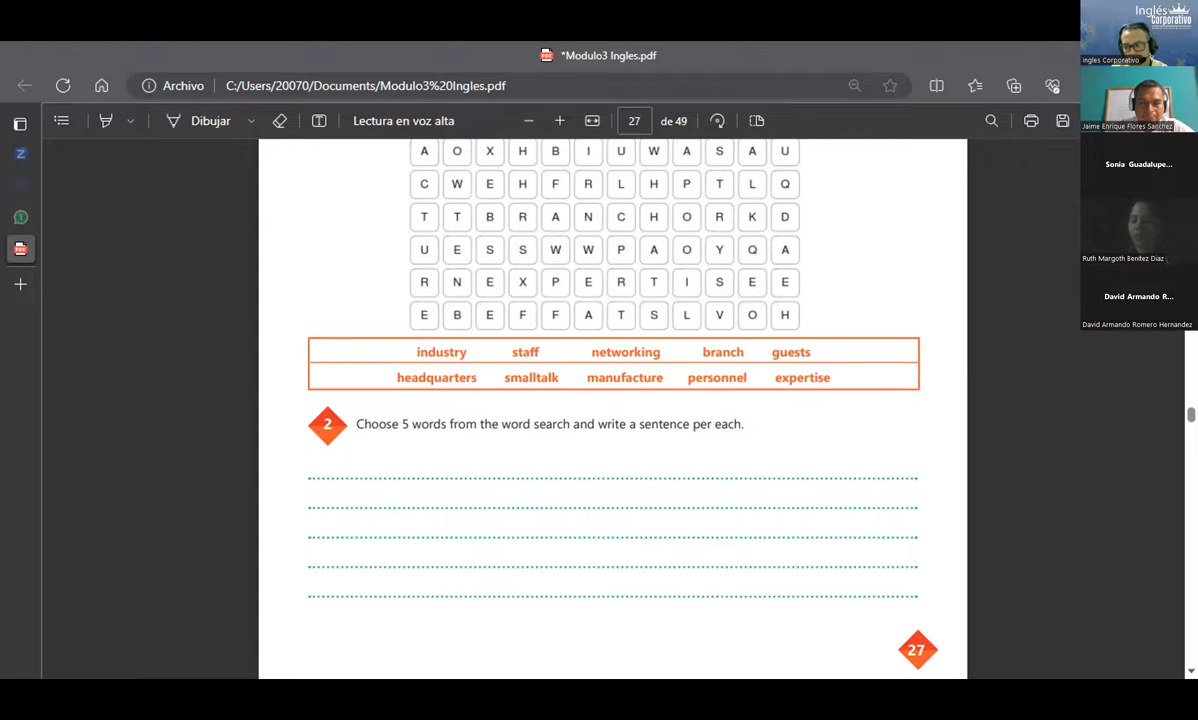 Inglés
Corporativo
*Modulo3 Ingles.pdf
Ingles Corporativo
Archivo C:/Users/20070/Documents/Modulo3%20Ingles.pdf
Dibujar
Lectura en voz alta
27 de 49
Jaime Enrique Flores Sanchez
A O X H B I U W A S A U
C W E H F R L H P T L Q
T T B R A N C H O R K D
U E S S W W P A O Y Q A
R N E X P E R T I S E E
E B E F F A T S L V O H
Sonia Guadalupe...
Ruth Margoth Benítez Diaz
David Armando R...
David Armando Romero Hernandez
industry staff networking branch guests
headquarters smalltalk manufacture personnel expertise
2 Choose 5 words from the word search and write a sentence per each.
27